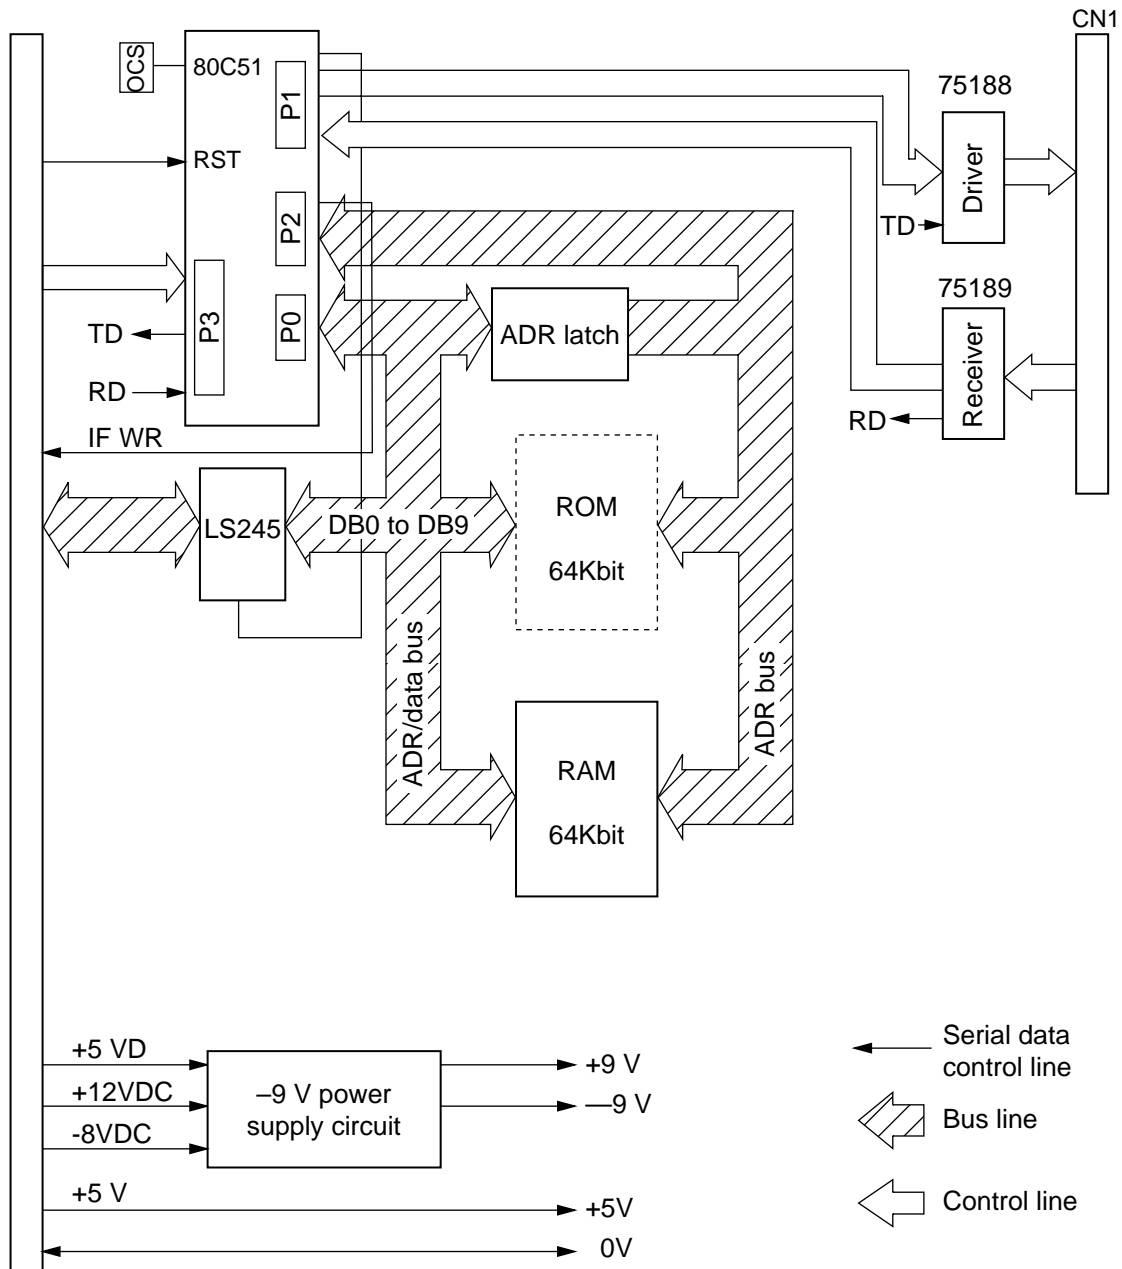 CN1
OCS
80C51
P1
75188
Driver
TD
RST
P2
P3
P0
TD
RD
IF WR
ADR latch
75189
Receiver
RD
LS245
DB0 to DB9
ROM
64Kbit
ADR/data bus
ADR bus
RAM
64Kbit
+5 VD
+12VDC
-8VDC
–9 V power
supply circuit
+9 V
—9 V
+5 V
+5V
0V
Serial data
control line
Bus line
Control line